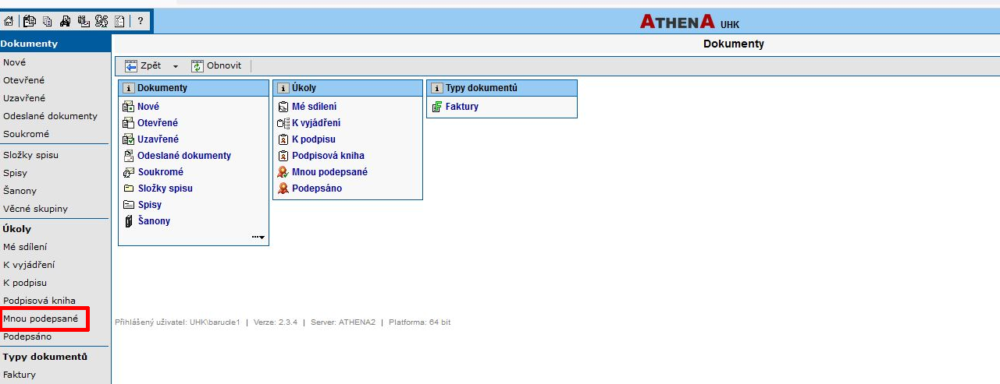 ?
ATHENA UHK
Dokumenty
Nové
Otevřené
Uzavřené
Odeslané dokumenty
Soukromé
Složky spisu
Spisy
Šanony
Věcné skupiny
Úkoly
Mé sdílení
K vyjádření
K podpisu
Podpisová kniha
Mnou podepsané
Podepsáno
Typy dokumentů
Faktury
Dokumenty
Zpět Obnovit
Dokumenty
Nové
Otevřené
Uzavřené
Odeslané dokumenty
Soukromé
Složky spisu
Spisy
Šanony
Úkoly
Mé sdílení
K vyjádření
K podpisu
Podpisová kniha
Mnou podepsané
Podepsáno
Typy dokumentů
Faktury
Přihlášený uživatel: UHK\barucle1 | Verze: 2.3.4 | Server: ATHENA2 | Platforma: 64 bit